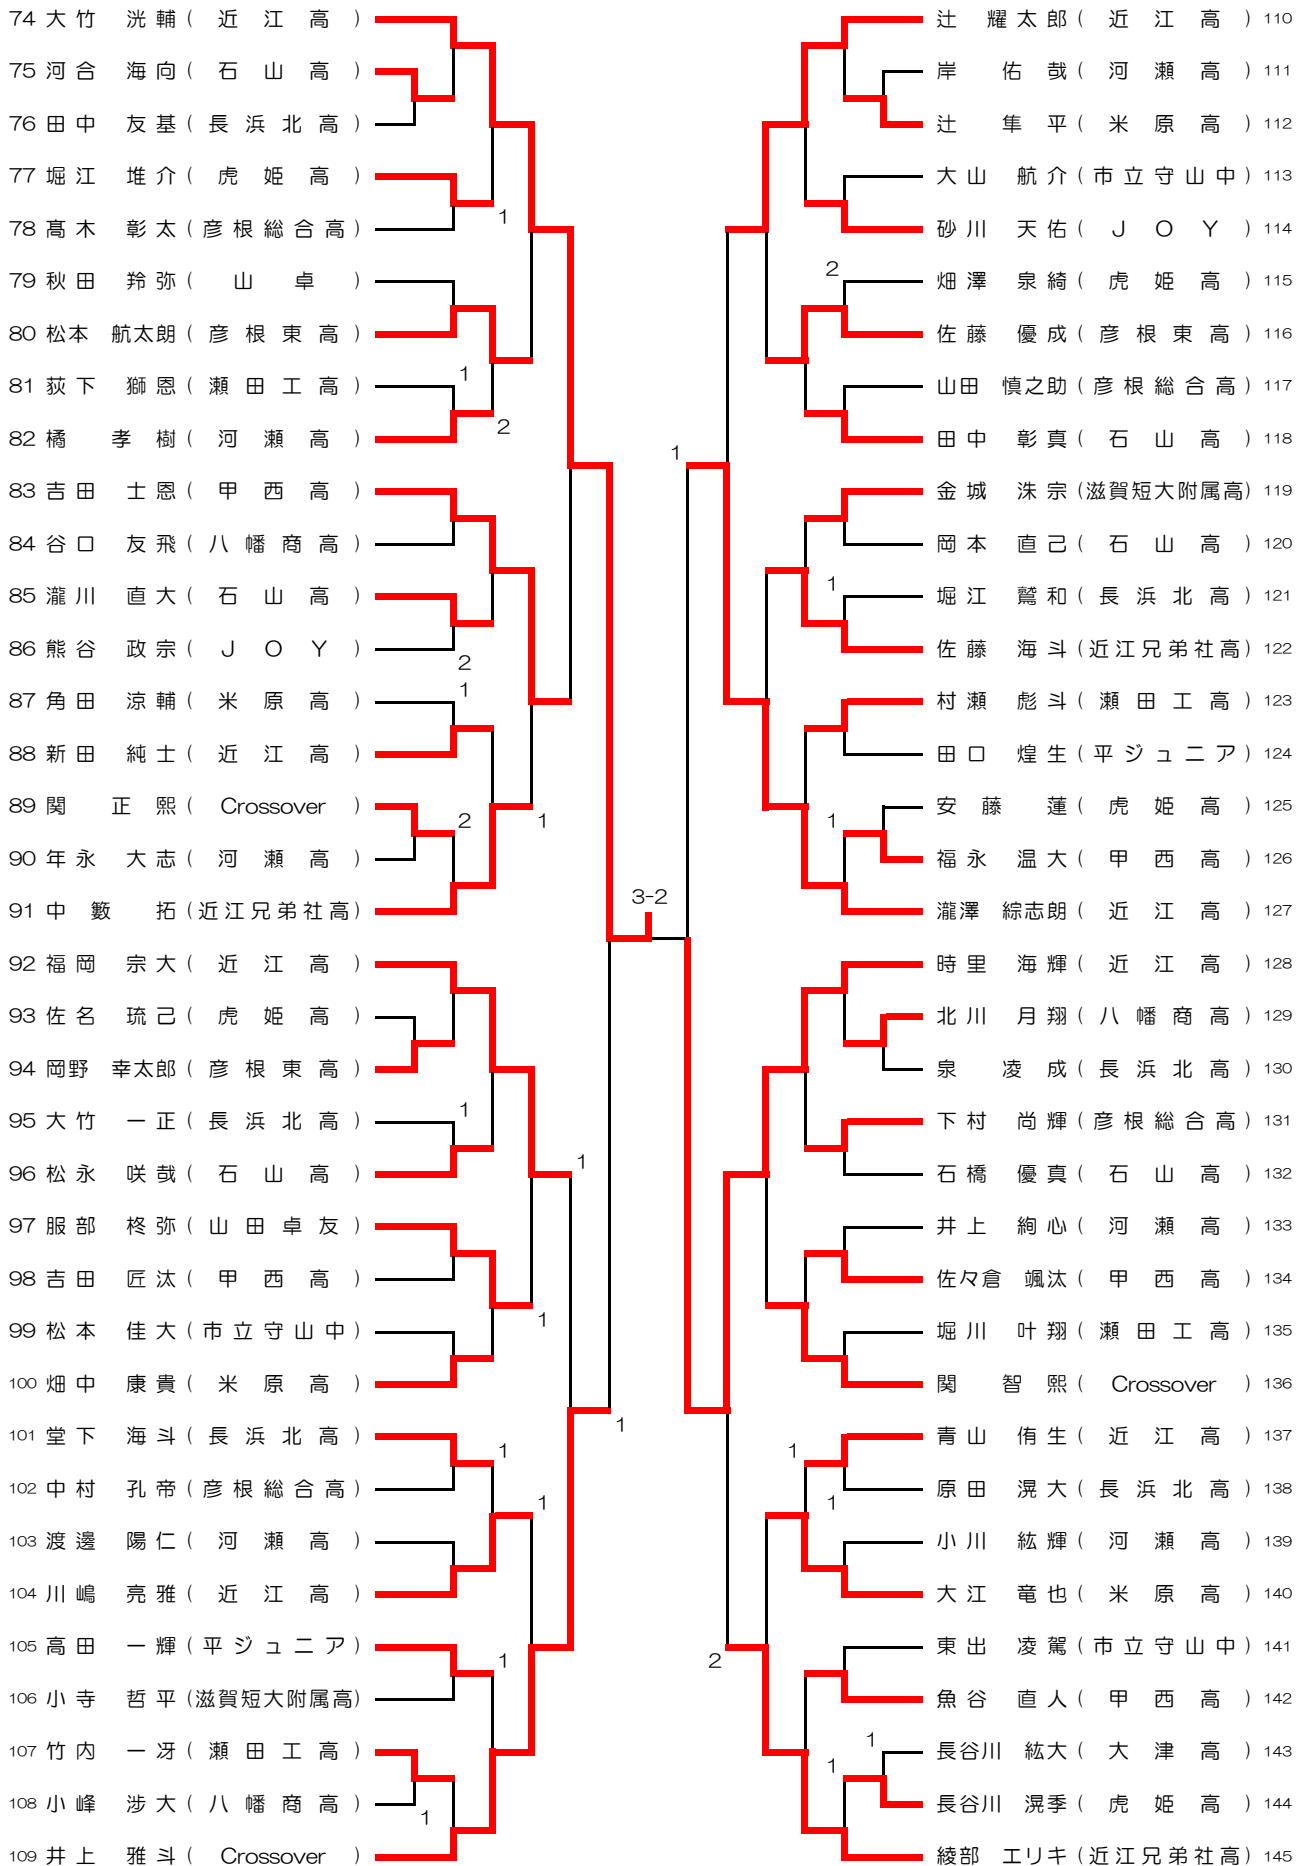 74 大竹 洸輔 ( 近江高 )
75 河合 海向 ( 石山高 )
76 田中 友基 ( 長浜北高 )
77 堀江 堆介 ( 虎姫高 )
78 髙木 彰太 ( 彦根総合高 )
1
79 秋田 羚弥 ( 山卓 )
80 松本 航太朗 ( 彦根東高 )
81 荻下 獅恩 ( 瀬田工高 )
1
82 橘 孝樹 ( 河瀬高 )
2
83 吉田 士恩 ( 甲西高 )
84 谷口 友飛 ( 八幡商高 )
85 瀧川 直大 ( 石山高 )
86 熊谷 政宗 ( JOY )
2
87 角田 涼輔 ( 米原高 )
1
88 新田 純士 ( 近江高 )
89 関 正熙 ( Crossover )
2
1
90 年永 大志 ( 河瀬高 )
91 中籔 拓 ( 近江兄弟社高 )
3-2
92 福岡 宗大 ( 近江高 )
93 佐名 琉己 ( 虎姫高 )
94 岡野 幸太郎 ( 彦根東高 )
95 大竹 一正 ( 長浜北高 )
1
96 松永 咲哉 ( 石山高 )
1
97 服部 柊弥 ( 山田卓友 )
98 吉田 匠汰 ( 甲西高 )
99 松本 佳大 ( 市立守山中 )
1
100 畑中 康貴 ( 米原高 )
101 堂下 海斗 ( 長浜北高 )
1
1
102 中村 孔帝 ( 彦根総合高 )
1
103 渡邊 陽仁 ( 河瀬高 )
104 川嶋 亮雅 ( 近江高 )
105 高田 一輝 ( 平ジュニア )
1
106 小寺 哲平 ( 滋賀短大附属高 )
107 竹内 一冴 ( 瀬田工高 )
108 小峰 渉大 ( 八幡商高 )
1
109 井上 雅斗 ( Crossover )
辻 耀太郎 ( 近江高 ) 110
岸 佑哉 ( 河瀬高 ) 111
辻 隼平 ( 米原高 ) 112
大山 航介 ( 市立守山中 ) 113
砂川 天佑 ( JOY ) 114
2
畑澤 泉綺 ( 虎姫高 ) 115
佐藤 優成 ( 彦根東高 ) 116
山田 慎之助 ( 彦根総合高 ) 117
田中 彰真 ( 石山高 ) 118
1
金城 洙宗 ( 滋賀短大附属高 ) 119
岡本 直己 ( 石山高 ) 120
1
堀江 鷲和 ( 長浜北高 ) 121
佐藤 海斗 ( 近江兄弟社高 ) 122
村瀬 彪斗 ( 瀬田工高 ) 123
田口 煌生 ( 平ジュニア ) 124
安藤 蓮 ( 虎姫高 ) 125
1
福永 温大 ( 甲西高 ) 126
瀧澤 綜志朗 ( 近江高 ) 127
時里 海輝 ( 近江高 ) 128
北川 月翔 ( 八幡商高 ) 129
泉 凌成 ( 長浜北高 ) 130
下村 尚輝 ( 彦根総合高 ) 131
石橋 優真 ( 石山高 ) 132
井上 絢心 ( 河瀬高 ) 133
佐々倉 颯汰 ( 甲西高 ) 134
堀川 叶翔 ( 瀬田工高 ) 135
関 智熙 ( Crossover ) 136
青山 侑生 ( 近江高 ) 137
1
原田 滉大 ( 長浜北高 ) 138
1
小川 紘輝 ( 河瀬高 ) 139
大江 竜也 ( 米原高 ) 140
東出 凌駕 ( 市立守山中 ) 141
2
魚谷 直人 ( 甲西高 ) 142
1
長谷川 紘大 ( 大津高 ) 143
1
長谷川 滉季 ( 虎姫高 ) 144
綾部 エリキ ( 近江兄弟社高 ) 145